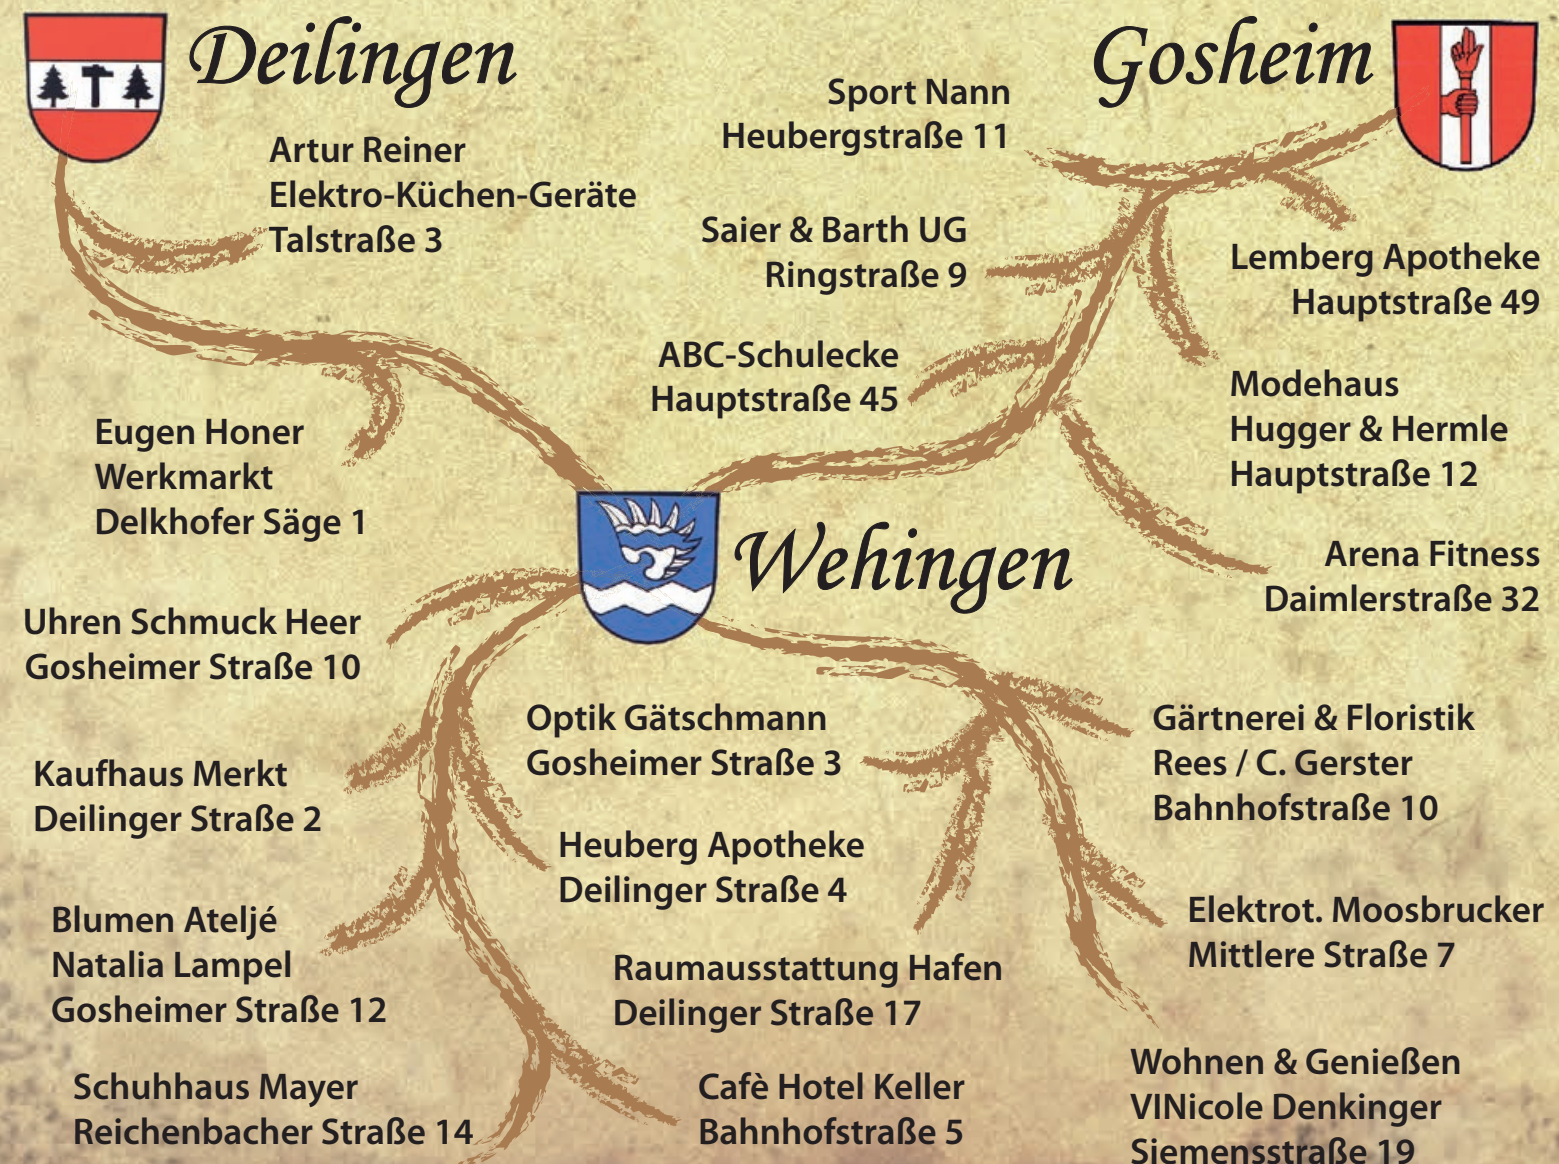 Deilingen
Gosheim
Artur Reiner
Elektro-Küchen-Geräte
Talstraße 3
Sport Nann
Heubergstraße 11
Saier & Barth UG
Ringstraße 9
Lemberg Apotheke
Hauptstraße 49
ABC-Schulecke
Hauptstraße 45
Modehaus
Hugger & Hermle
Hauptstraße 12
Eugen Honer
Werkmarkt
Delkhofer Säge 1
Wehingen
Arena Fitness
Daimlerstraße 32
Uhren Schmuck Heer
Gosheimer Straße 10
Optik Gätschmann
Gosheimer Straße 3
Gärtnerei & Floristik
Rees / C. Gerster
Bahnhofstraße 10
Kaufhaus Merkt
Deilinger Straße 2
Heuberg Apotheke
Deilinger Straße 4
Blumen Ateljé
Natalia Lampel
Gosheimer Straße 12
Elektrot. Moosbrucker
Mittlere Straße 7
Raumausstattung Hafen
Deilinger Straße 17
Schuhhaus Mayer
Reichenbacher Straße 14
Cafè Hotel Keller
Bahnhofstraße 5
Wohnen & Genießen
VINicole Denkinger
Siemensstraße 19